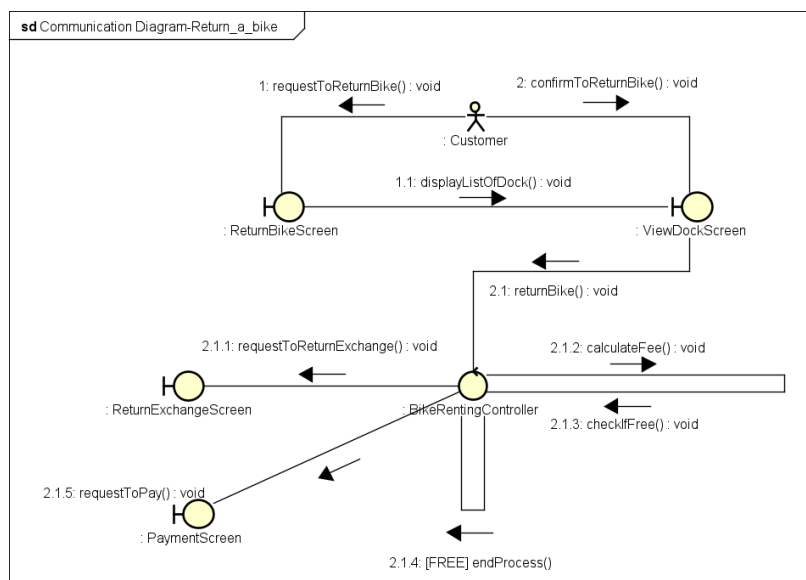 sd Communication Diagram-Return_a_bike
1: requestToReturnBike() : void
2: confirmToReturnBike() : void
: Customer
1.1: displayListOfDock() : void
: ReturnBikeScreen
: ViewDockScreen
2.1: returnBike() : void
2.1.1: requestToReturnExchange() : void
2.1.2: calculateFee() : void
: ReturnExchangeScreen
: BikeRentingController
2.1.3: checkIfFree() : void
2.1.5: requestToPay() : void
: PaymentScreen
2.1.4: [FREE] endProcess()